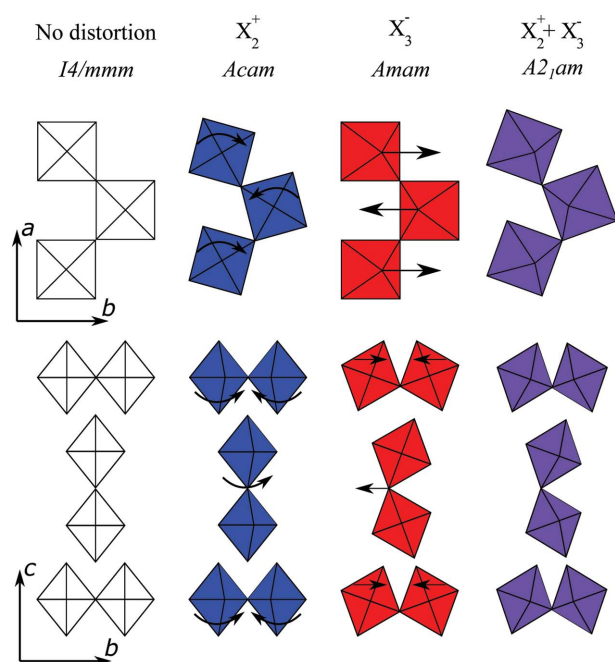 No distortion X₂⁺ X₃⁻ X₂⁺+ X₃⁻
I4/mmm Acam Amam A2₁am
a
b
c
b